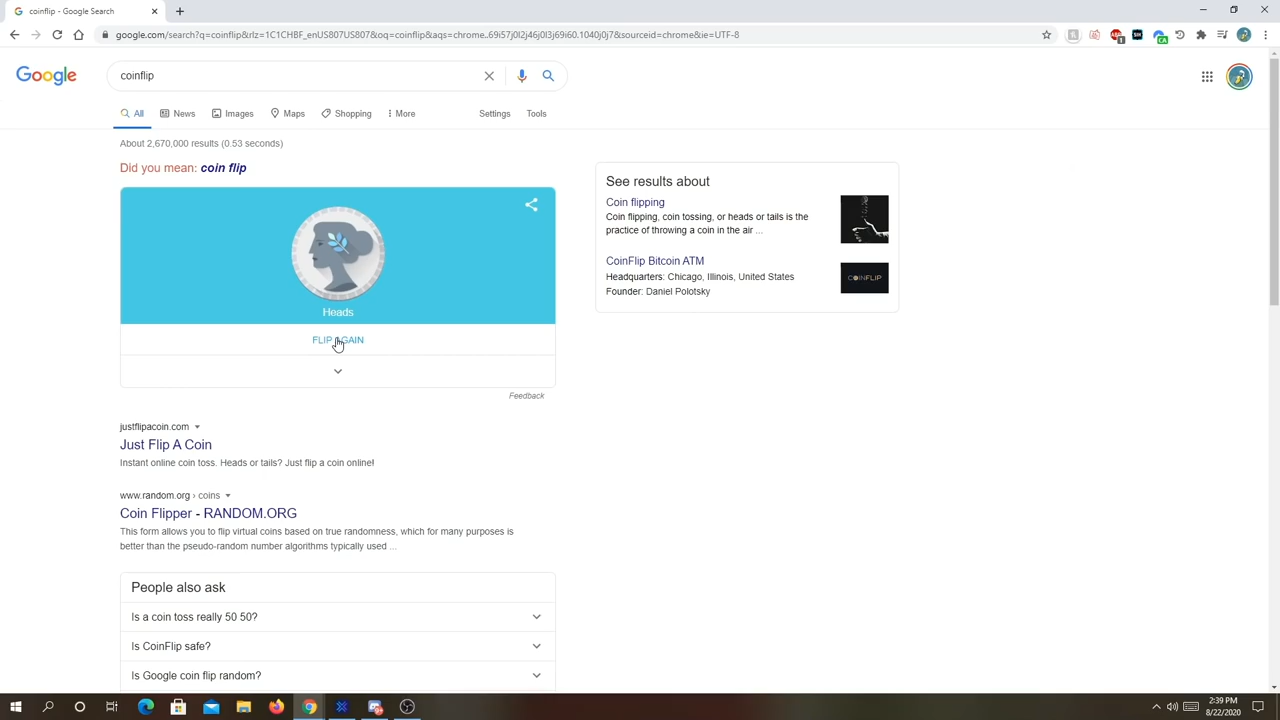 coinflip - Google Search
google.com/search?q=coinflip&rlz=1C1CHBF_enUS807US807&oq=coinflip&aqs=chrome..69i57j0l2j46j0l3j69i60.1040j0j7&sourceid=chrome&ie=UTF-8
Google
coinflip
All News Images Maps Shopping More Settings Tools
About 2,670,000 results (0.53 seconds)
Did you mean: coin flip
Heads
FLIP AGAIN
Feedback
See results about
Coin flipping
Coin flipping, coin tossing, or heads or tails is the
practice of throwing a coin in the air ...
CoinFlip Bitcoin ATM
Headquarters: Chicago, Illinois, United States
Founder: Daniel Polotsky
COINFLIP
justflipacoin.com
Just Flip A Coin
Instant online coin toss. Heads or tails? Just flip a coin online!
www.random.org › coins
Coin Flipper - RANDOM.ORG
This form allows you to flip virtual coins based on true randomness, which for many purposes is
better than the pseudo-random number algorithms typically used ...
People also ask
Is a coin toss really 50 50?
Is CoinFlip safe?
Is Google coin flip random?
2:39 PM
8/22/2020